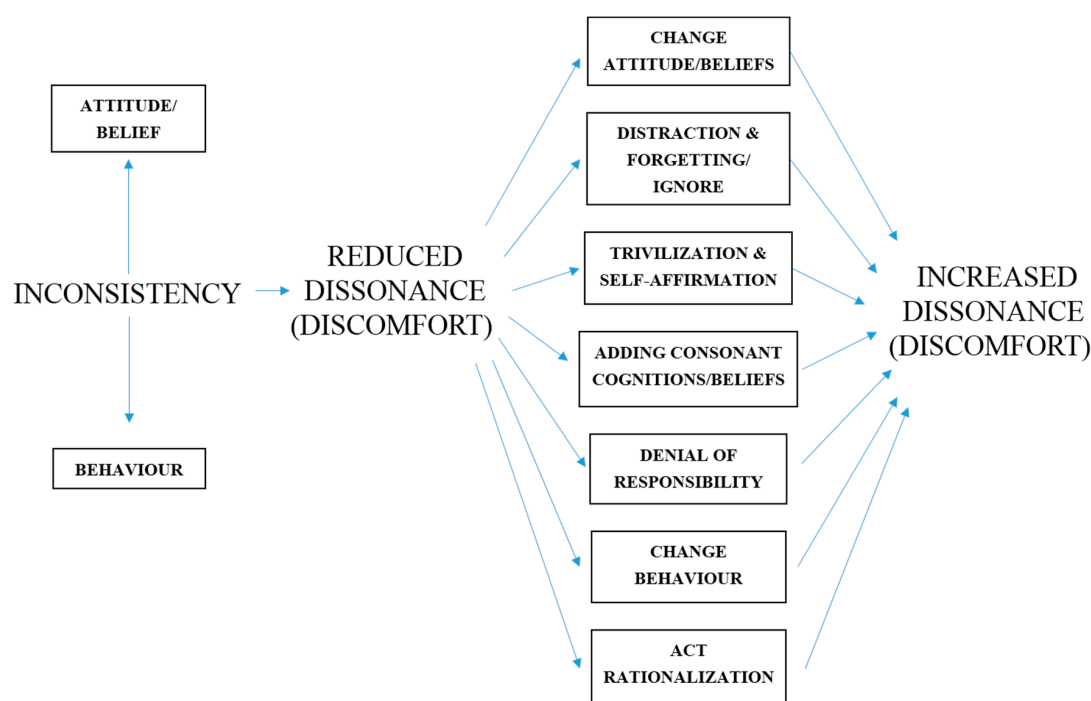 ATTITUDE/
BELIEF
INCONSISTENCY
BEHAVIOUR
REDUCED
DISSONANCE
(DISCOMFORT)
CHANGE
ATTITUDE/BELIEFS
DISTRACTION &
FORGETTING/
IGNORE
TRIVILIZATION &
SELF-AFFIRMATION
ADDING CONSONANT
COGNITIONS/BELIEFS
DENIAL OF
RESPONSIBILITY
CHANGE
BEHAVIOUR
ACT
RATIONALIZATION
INCREASED
DISSONANCE
(DISCOMFORT)